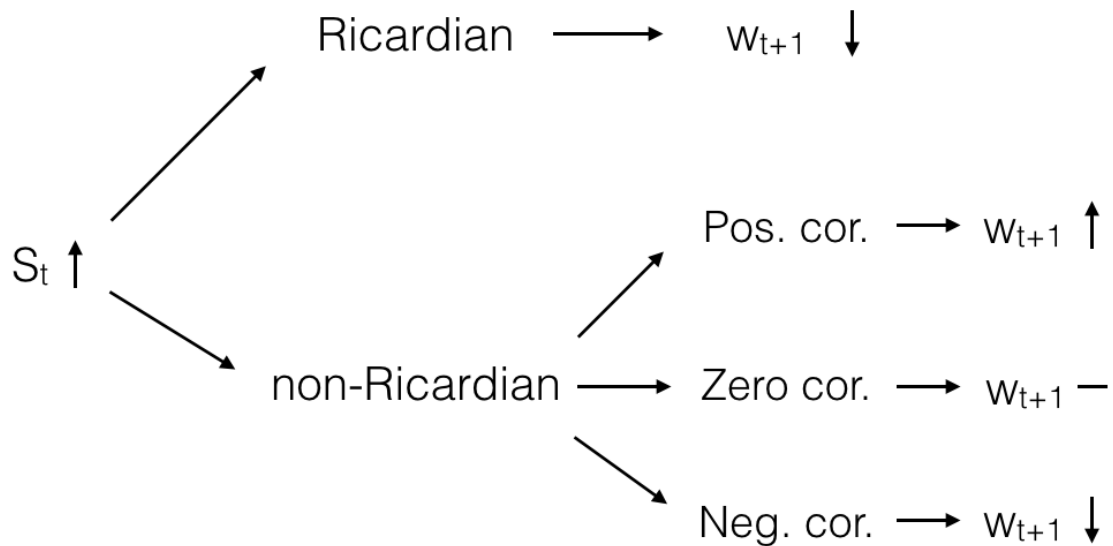 Ricardian ⟶ w_{t+1} ↓
Pos. cor. ⟶ w_{t+1} ↑
S_t ↑
non-Ricardian ⟶ Zero cor. ⟶ w_{t+1} —
Neg. cor. ⟶ w_{t+1} ↓